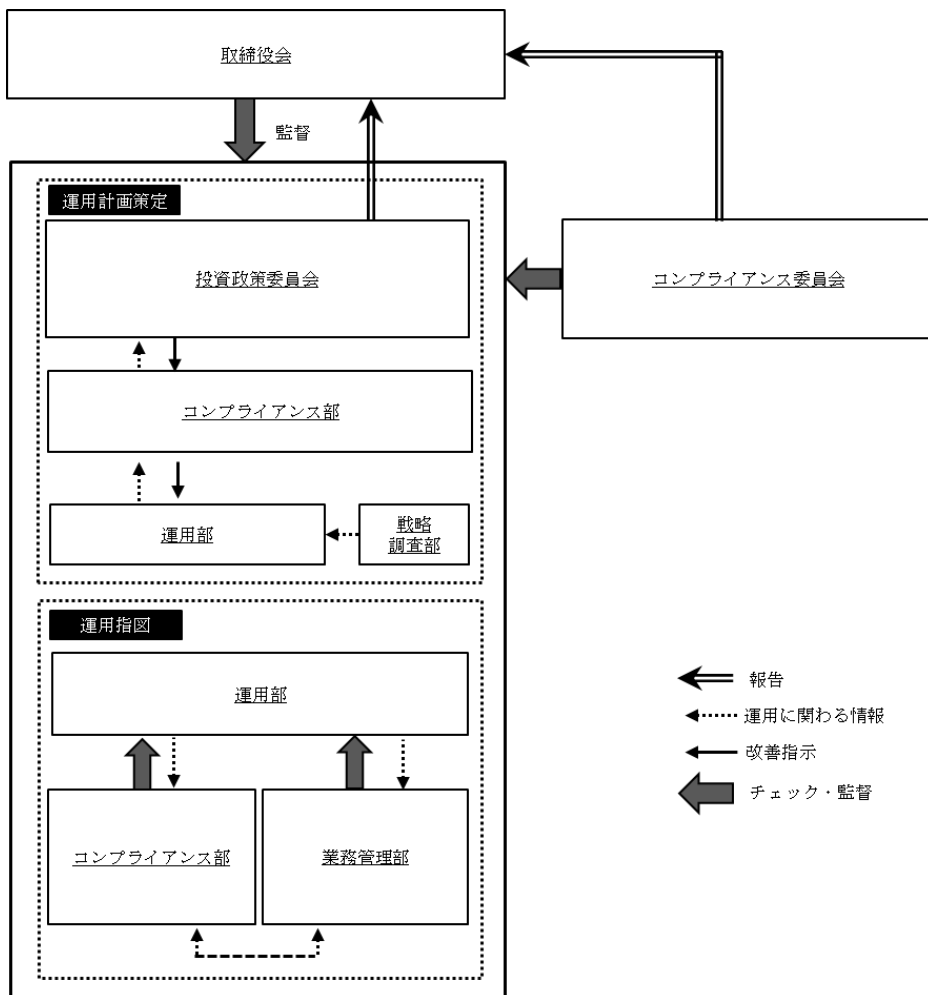 取締役会
監督
運用計画策定
投資政策委員会
コンプライアンス委員会
コンプライアンス部
運用部
戦略
調査部
運用指図
運用部
報告
運用に関わる情報
改善指示
チェック・監督
コンプライアンス部
業務管理部